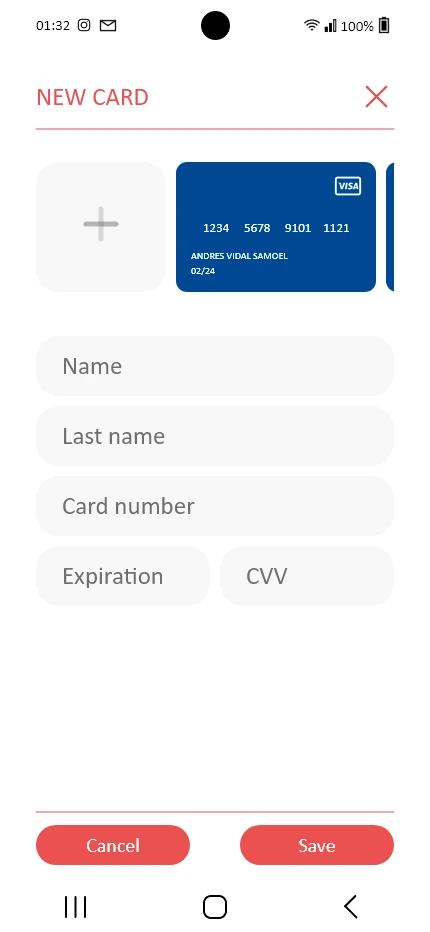 01:32 100%
NEW CARD
VISA
1234 5678 9101 1121
ANDRES VIDAL SAMOEL
02/24
Name
Last name
Card number
Expiration CVV
Cancel Save